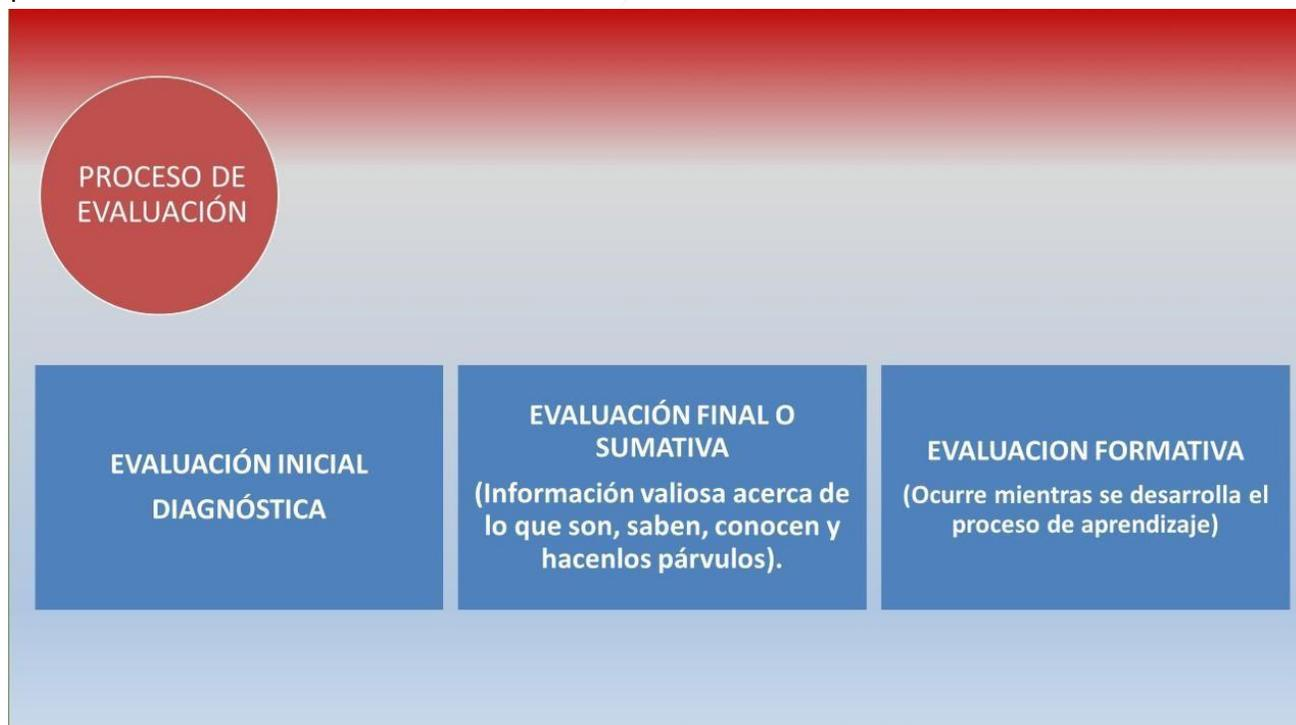 PROCESO DE
EVALUACIÓN
EVALUACIÓN INICIAL
DIAGNÓSTICA
EVALUACIÓN FINAL O
SUMATIVA
(Información valiosa acerca de
lo que son, saben, conocen y
hacenlos párvulos).
EVALUACION FORMATIVA
(Ocurre mientras se desarrolla el
proceso de aprendizaje)